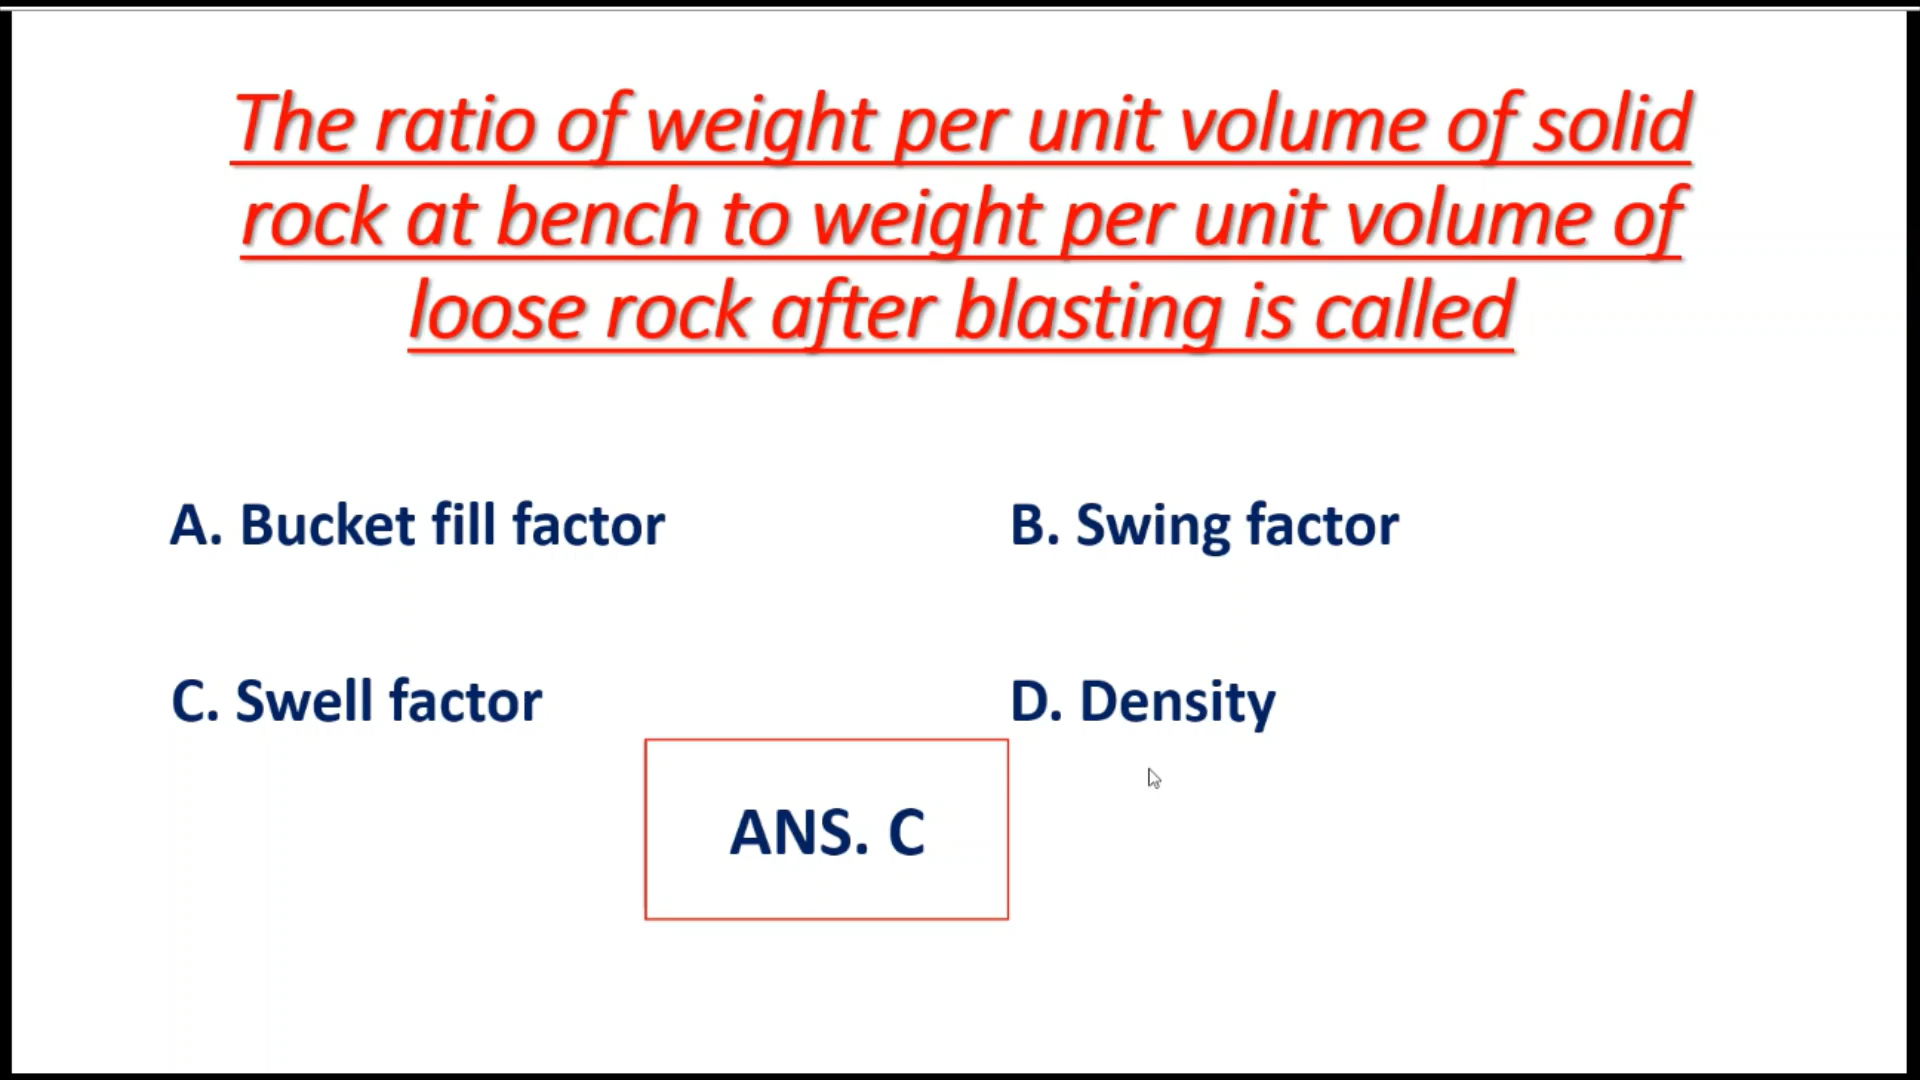 The ratio of weight per unit volume of solid
rock at bench to weight per unit volume of
loose rock after blasting is called
A. Bucket fill factor
B. Swing factor
C. Swell factor
D. Density
ANS. C